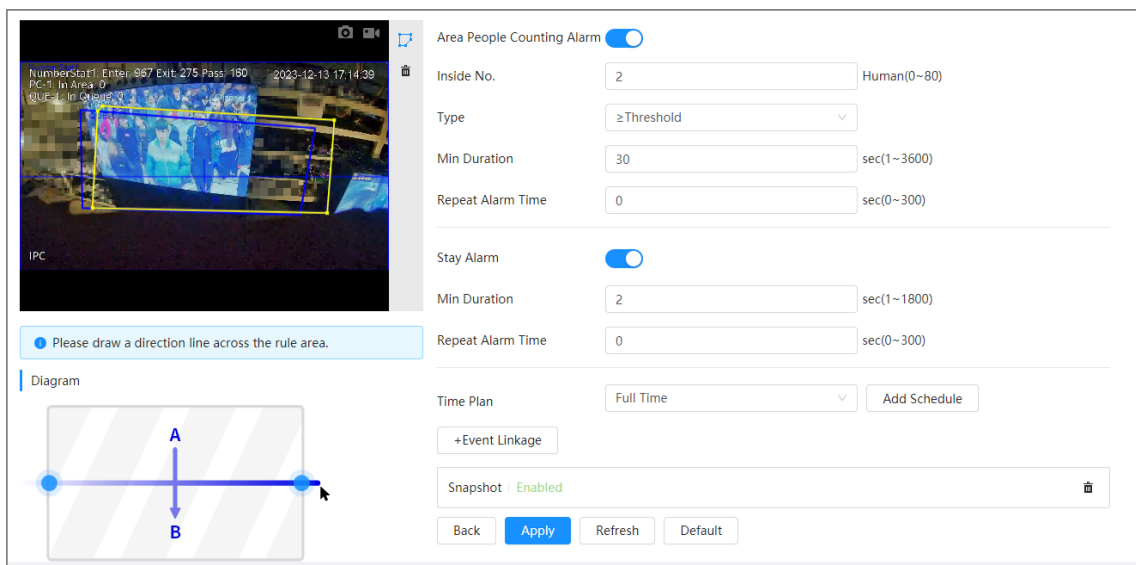 NumberStat1: Enter: 967 Exit: 275 Pass: 160
2023-12-13 17:14:39
PC-1: In Area: 0
QUE-1: In Queue: 0
IPC
Please draw a direction line across the rule area.
Diagram
A
B
Area People Counting Alarm
Inside No. 2 Human(0~80)
Type ≥Threshold
Min Duration 30 sec(1~3600)
Repeat Alarm Time 0 sec(0~300)
Stay Alarm
Min Duration 2 sec(1~1800)
Repeat Alarm Time 0 sec(0~300)
Time Plan Full Time Add Schedule
+Event Linkage
Snapshot | Enabled
Back Apply Refresh Default